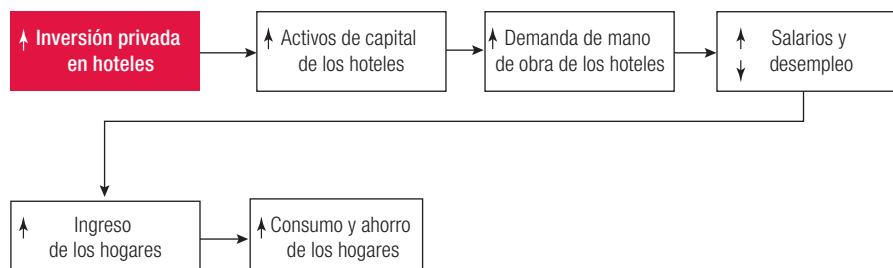 Inversión privada
en hoteles
Activos de capital
de los hoteles
Demanda de mano
de obra de los hoteles
Salarios y
desempleo
Ingreso
de los hogares
Consumo y ahorro
de los hogares